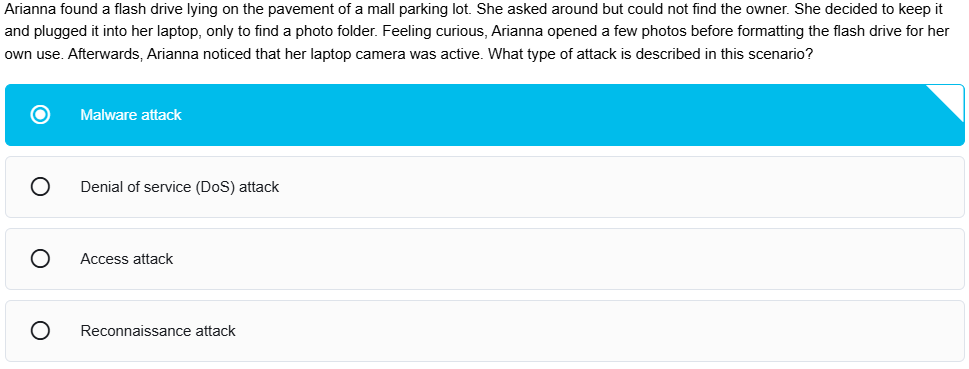 Arianna found a flash drive lying on the pavement of a mall parking lot. She asked around but could not find the owner. She decided to keep it
and plugged it into her laptop, only to find a photo folder. Feeling curious, Arianna opened a few photos before formatting the flash drive for her
own use. Afterwards, Arianna noticed that her laptop camera was active. What type of attack is described in this scenario?
Malware attack
Denial of service (DoS) attack
Access attack
Reconnaissance attack